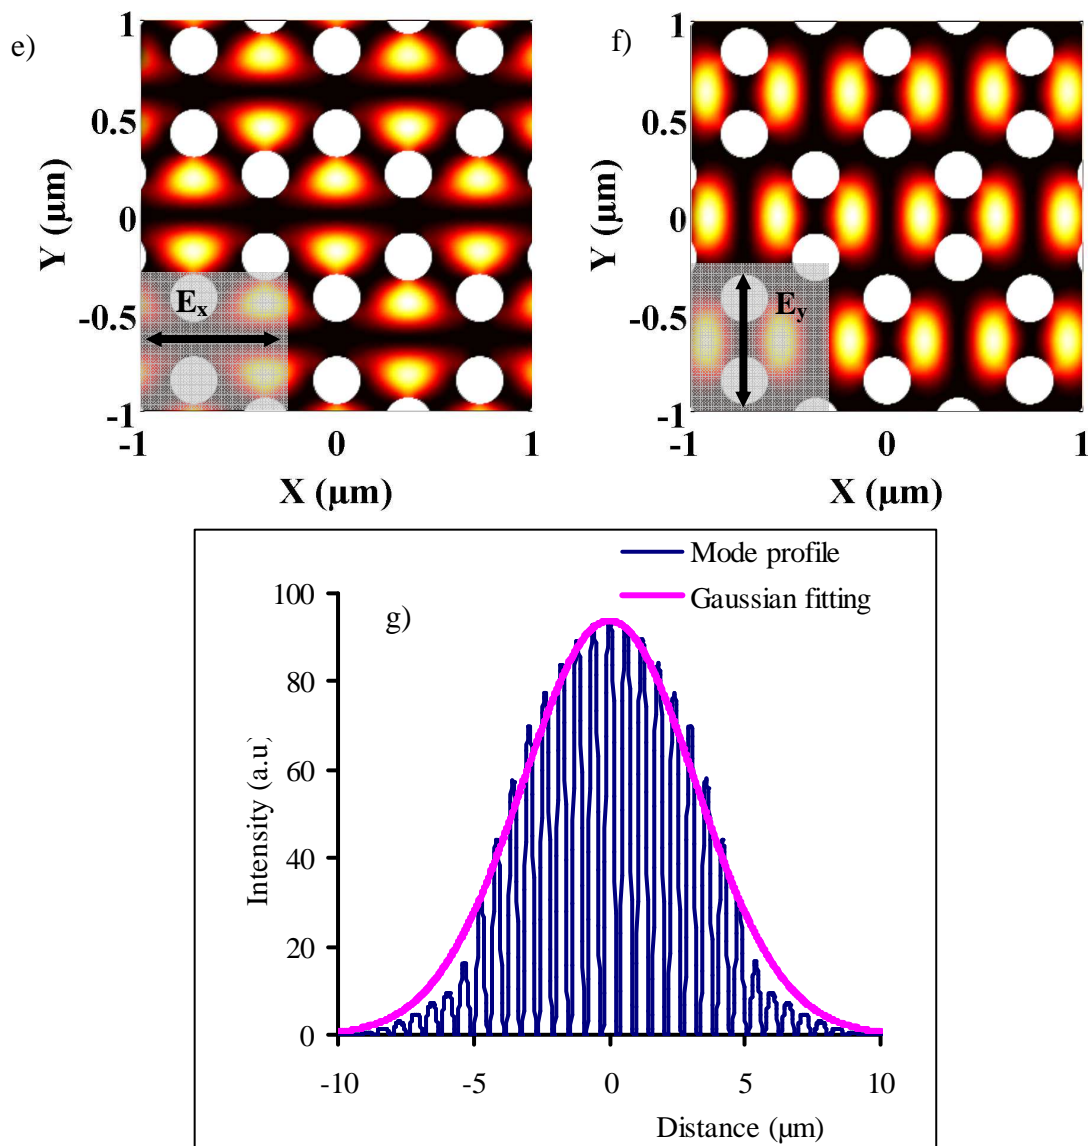 e)
1
0.5
0
-0.5
-1
Y (μm)
-1
0
1
X (μm)
Ex
f)
1
0.5
0
-0.5
-1
Y (μm)
-1
0
1
X (μm)
Ey
Mode profile
Gaussian fitting
g)
100
80
60
40
20
0
Intensity (a.u)
-10
-5
0
5
10
Distance (μm)